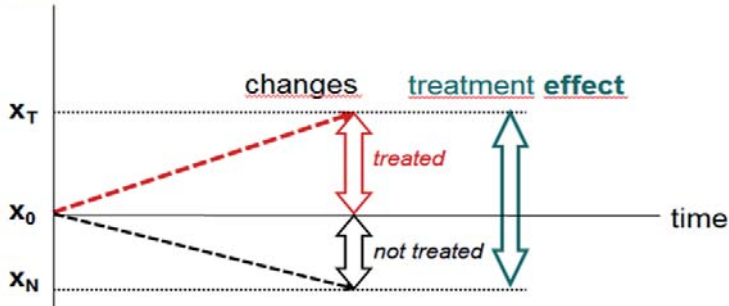 changes treatment effect
x_T
treated
x_0
time
not treated
x_N